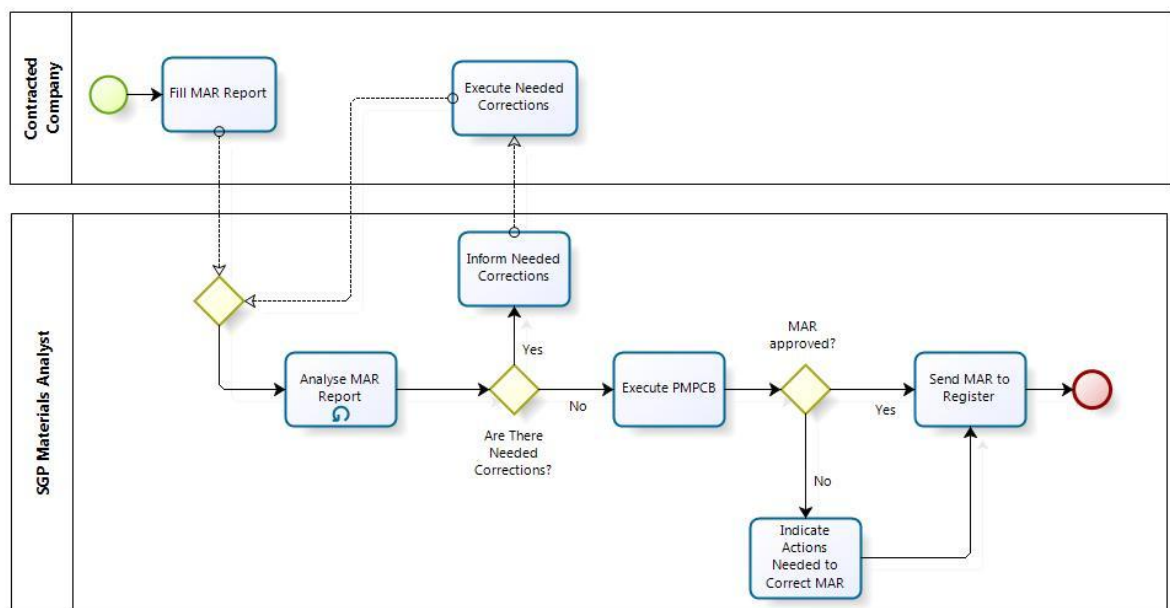 Contracted
Company
Fill MAR Report
Execute Needed
Corrections
SGP Materials Analyst
Inform Needed
Corrections
Yes
Analyse MAR
Report
Are There
Needed
Corrections?
No
Execute PMPCB
MAR
approved?
Yes
No
Send MAR to
Register
Indicate
Actions
Needed to
Correct MAR